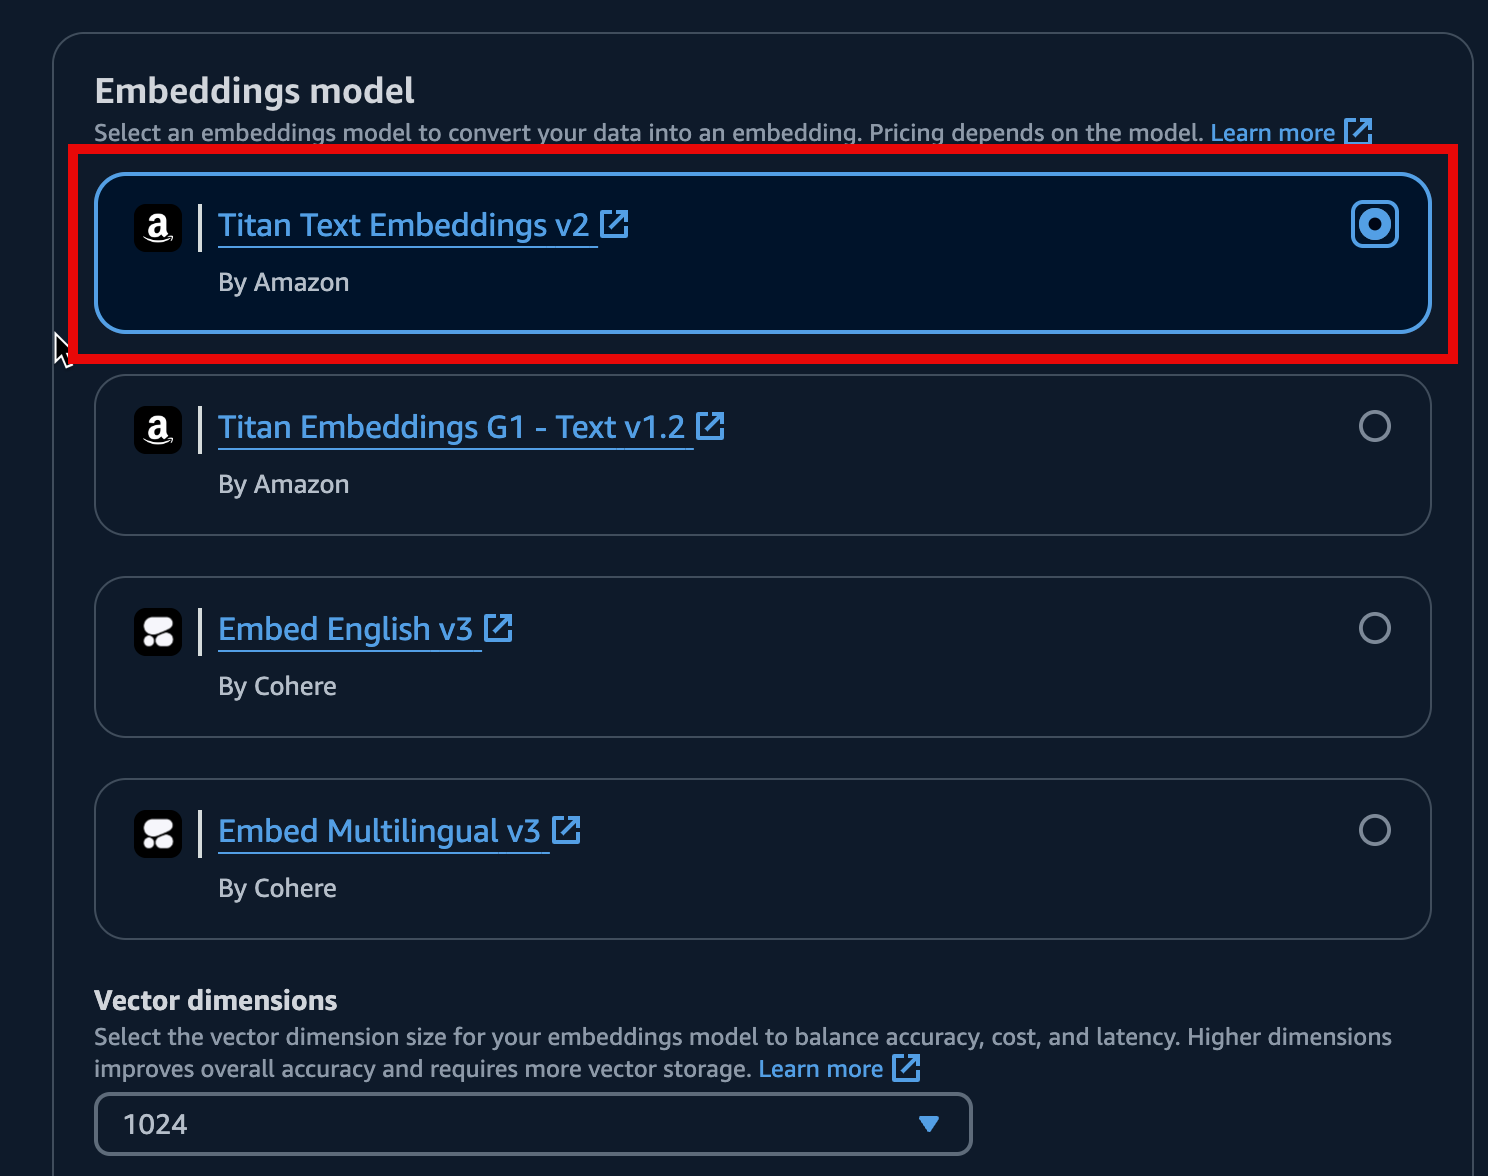 Embeddings model
Select an embeddings model to convert your data into an embedding. Pricing depends on the model. Learn more
a
Titan Text Embeddings v2
By Amazon
a
Titan Embeddings G1 - Text v1.2
By Amazon
Embed English v3
By Cohere
Embed Multilingual v3
By Cohere
Vector dimensions
Select the vector dimension size for your embeddings model to balance accuracy, cost, and latency. Higher dimensions
improves overall accuracy and requires more vector storage. Learn more
1024